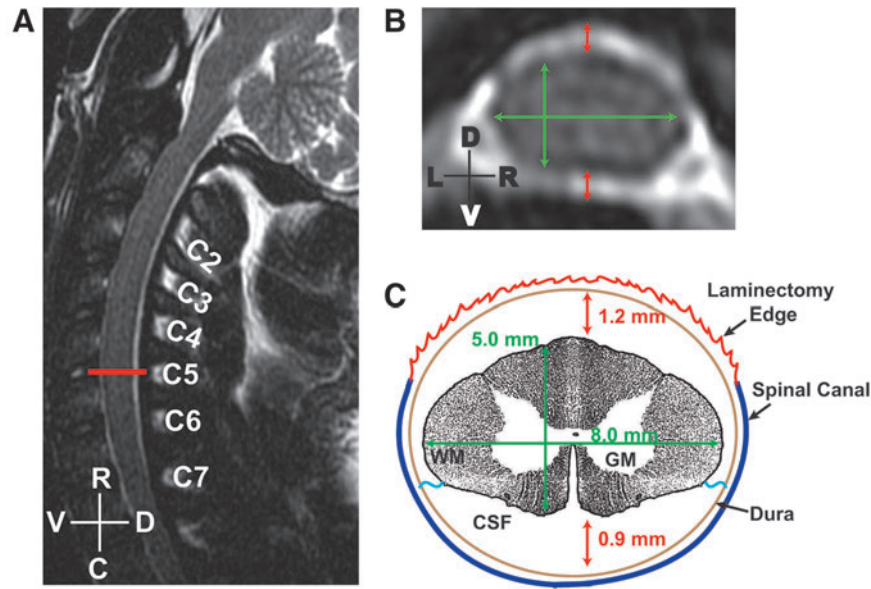 A
C2
C3
C4
C5
C6
C7
R
V
D
C
B
D
L
R
V
C
Laminectomy
Edge
1.2 mm
5.0 mm
Spinal Canal
8.0 mm
WM
GM
CSF
Dura
0.9 mm